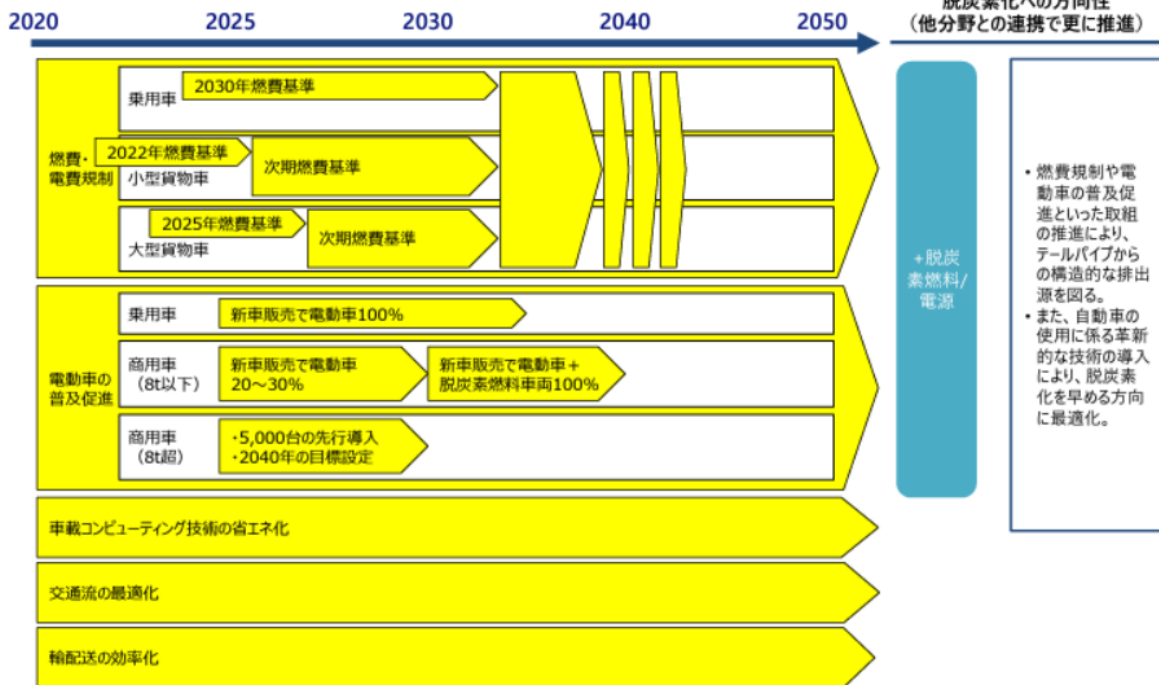 脱炭素化への方向性
(他分野との連携で更に推進)
2020
2025
2030
2040
2050
燃費・
電費規制
乗用車
2030年燃費基準
2022年燃費基準
小型貨物車
次期燃費基準
2025年燃費基準
大型貨物車
次期燃費基準
電動車の
普及促進
乗用車
新車販売で電動車100%
商用車
(8t以下)
新車販売で電動車
20～30%
新車販売で電動車＋
脱炭素燃料車両100%
商用車
(8t超)
・5,000台の先行導入
・2040年の目標設定
車載コンピューティング技術の省エネ化
交通流の最適化
輸配送の効率化
+脱炭
素燃料/
電源
• 燃費規制や電
動車の普及促
進といった取組
の推進により、
テールパイプから
の構造的な排出
源を図る。
• また、自動車の
使用に係る革新
的な技術の導入
により、脱炭素
化を早める方向
に最適化。